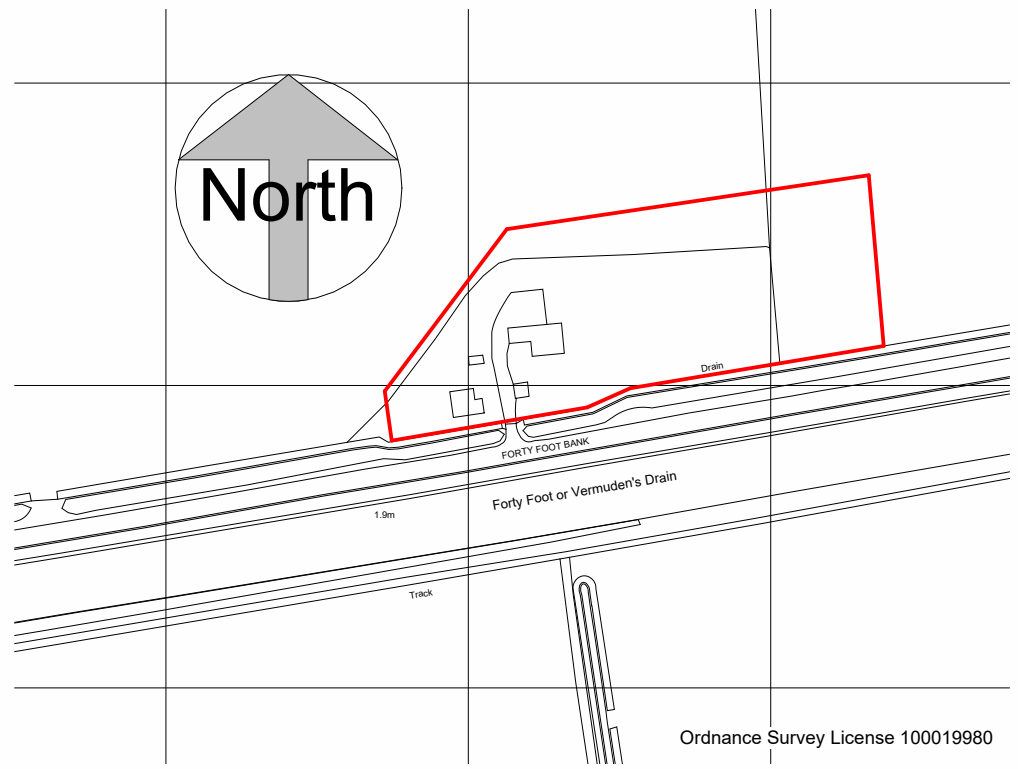 North
Drain
FORTY FOOT BANK
Forty Foot or Vermuden's Drain
1.9m
Track
Ordnance Survey License 100019980